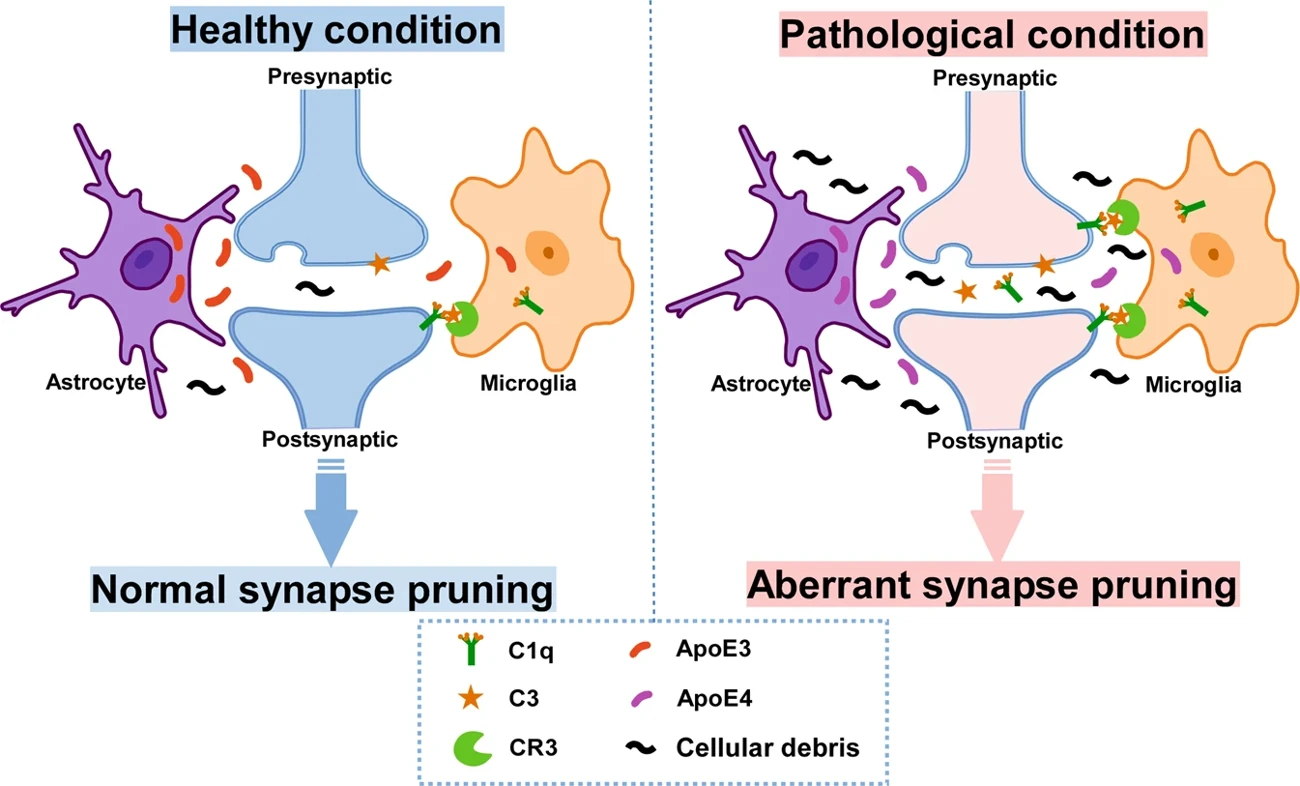 Healthy condition
Presynaptic
Astrocyte
Microglia
Postsynaptic
Normal synapse pruning
Pathological condition
Presynaptic
Astrocyte
Microglia
Postsynaptic
Aberrant synapse pruning
C1q
ApoE3
C3
ApoE4
CR3
Cellular debris